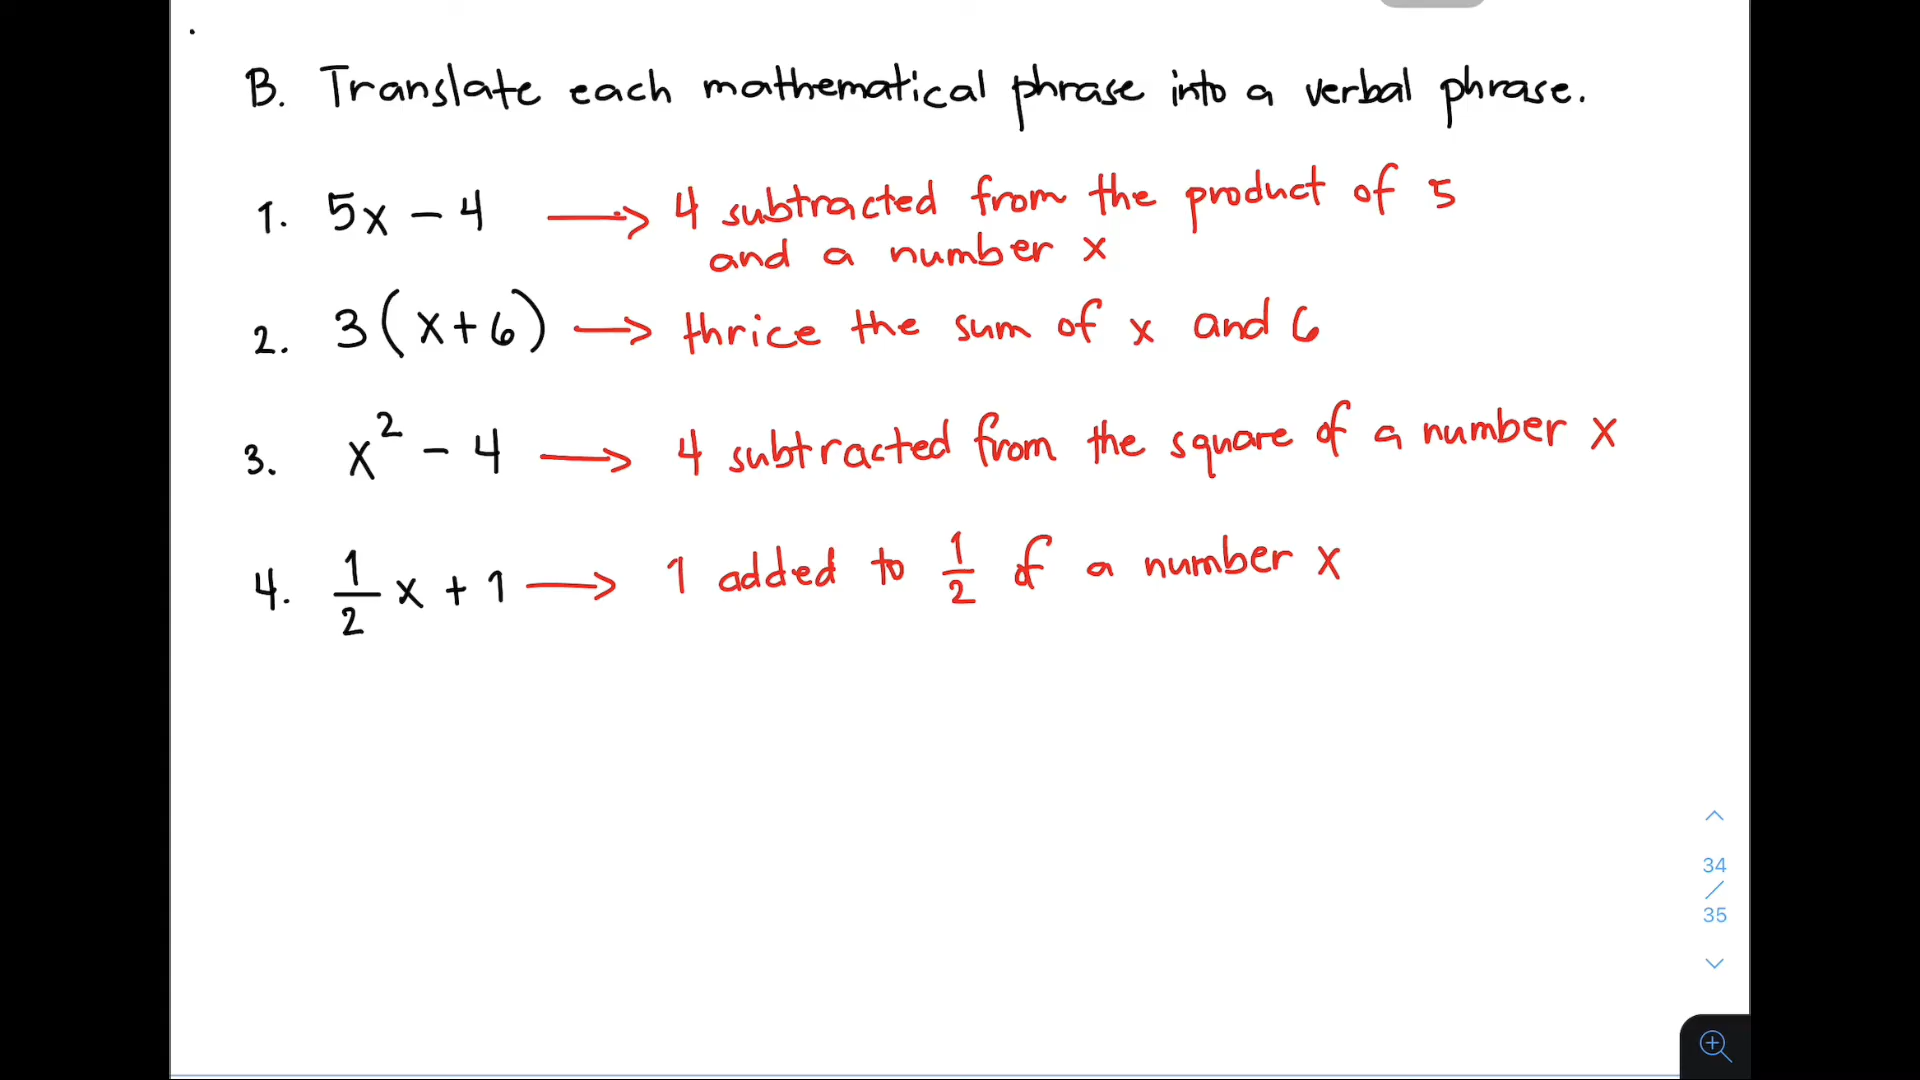 B. Translate each mathematical phrase into a verbal phrase.
1. 5x - 4 → 4 subtracted from the product of 5
and a number x
2. 3(x+6) → thrice the sum of x and 6
3. x² - 4 → 4 subtracted from the square of a number x
4. 1/2 x + 1 → 1 added to 1/2 of a number x
34
/
35